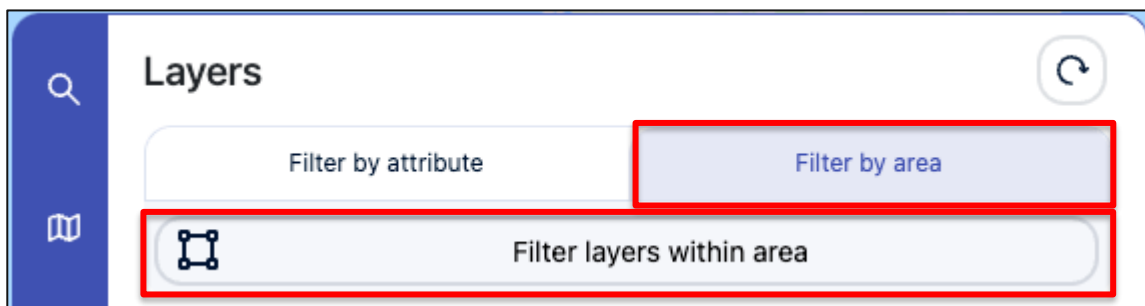 Layers
Filter by attribute
Filter by area
Filter layers within area